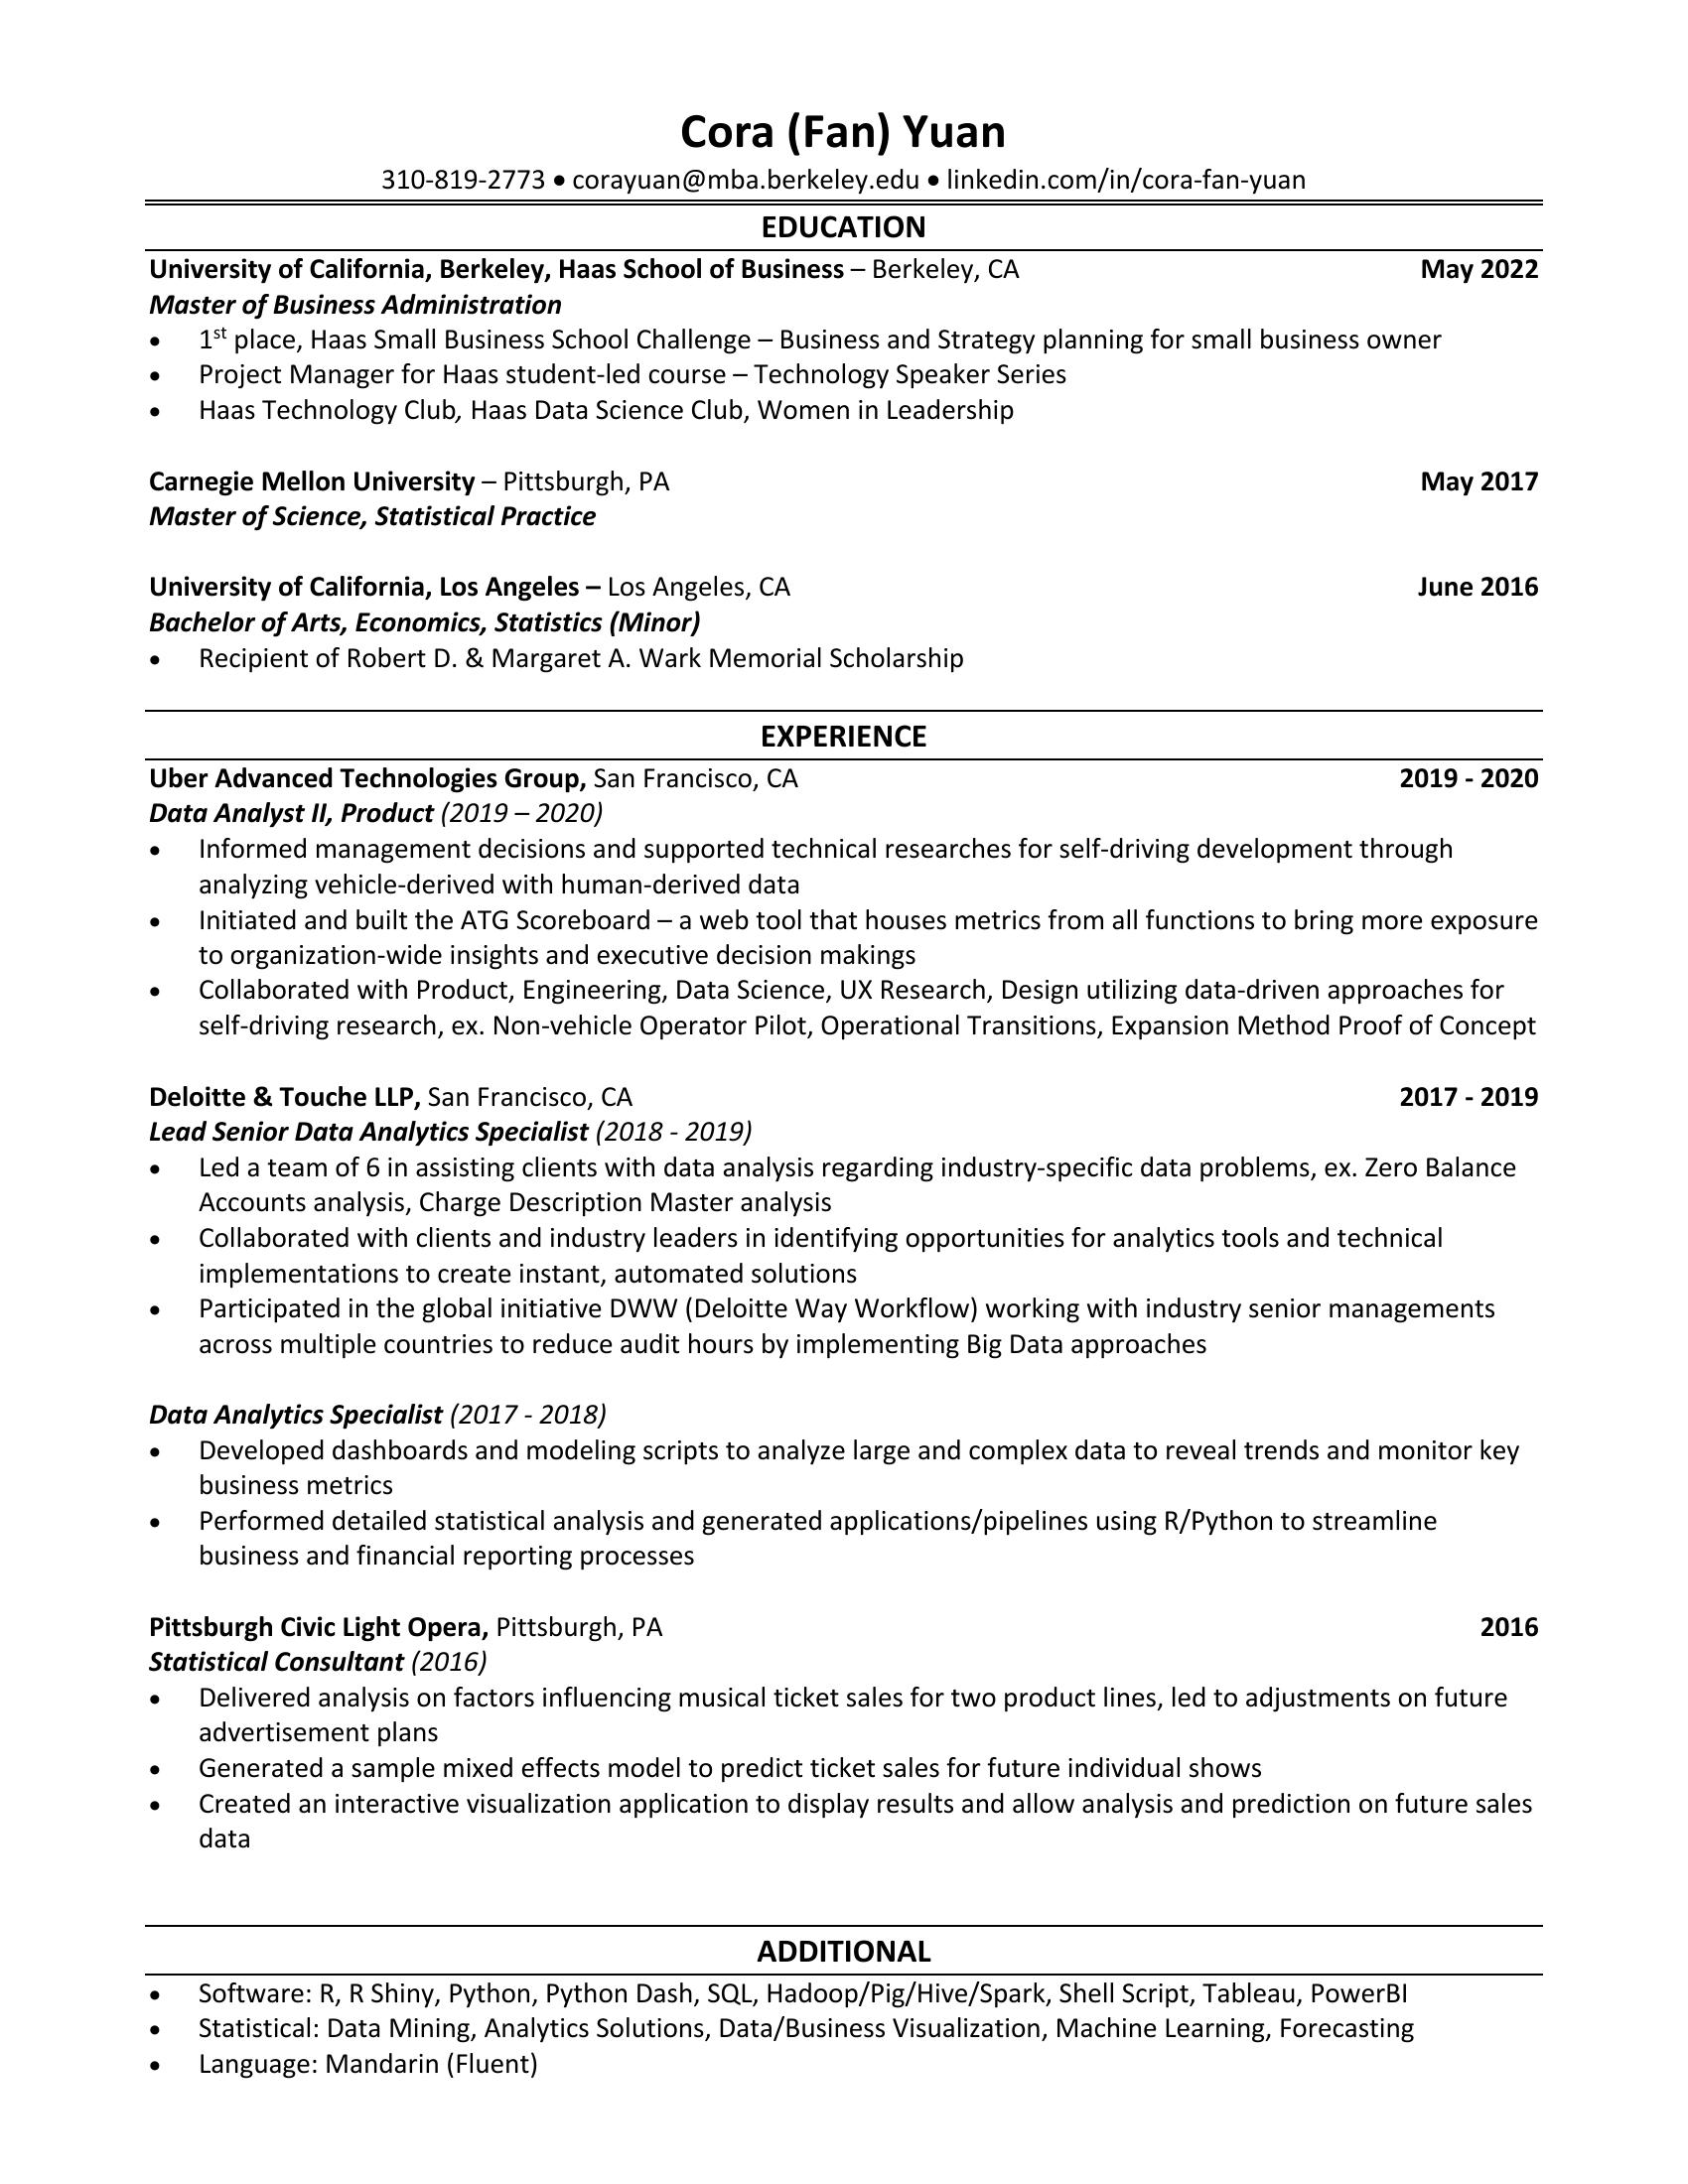 Cora (Fan) Yuan
310-819-2773 • corayuan@mba.berkeley.edu • linkedin.com/in/cora-fan-yuan
EDUCATION
University of California, Berkeley, Haas School of Business – Berkeley, CA May 2022
Master of Business Administration
• 1st place, Haas Small Business School Challenge – Business and Strategy planning for small business owner
• Project Manager for Haas student-led course – Technology Speaker Series
• Haas Technology Club, Haas Data Science Club, Women in Leadership
Carnegie Mellon University – Pittsburgh, PA May 2017
Master of Science, Statistical Practice
University of California, Los Angeles – Los Angeles, CA June 2016
Bachelor of Arts, Economics, Statistics (Minor)
• Recipient of Robert D. & Margaret A. Wark Memorial Scholarship
EXPERIENCE
Uber Advanced Technologies Group, San Francisco, CA 2019 - 2020
Data Analyst II, Product (2019 – 2020)
• Informed management decisions and supported technical researches for self-driving development through
analyzing vehicle-derived with human-derived data
• Initiated and built the ATG Scoreboard – a web tool that houses metrics from all functions to bring more exposure
to organization-wide insights and executive decision makings
• Collaborated with Product, Engineering, Data Science, UX Research, Design utilizing data-driven approaches for
self-driving research, ex. Non-vehicle Operator Pilot, Operational Transitions, Expansion Method Proof of Concept
Deloitte & Touche LLP, San Francisco, CA 2017 - 2019
Lead Senior Data Analytics Specialist (2018 - 2019)
• Led a team of 6 in assisting clients with data analysis regarding industry-specific data problems, ex. Zero Balance
Accounts analysis, Charge Description Master analysis
• Collaborated with clients and industry leaders in identifying opportunities for analytics tools and technical
implementations to create instant, automated solutions
• Participated in the global initiative DWW (Deloitte Way Workflow) working with industry senior managements
across multiple countries to reduce audit hours by implementing Big Data approaches
Data Analytics Specialist (2017 - 2018)
• Developed dashboards and modeling scripts to analyze large and complex data to reveal trends and monitor key
business metrics
• Performed detailed statistical analysis and generated applications/pipelines using R/Python to streamline
business and financial reporting processes
Pittsburgh Civic Light Opera, Pittsburgh, PA 2016
Statistical Consultant (2016)
• Delivered analysis on factors influencing musical ticket sales for two product lines, led to adjustments on future
advertisement plans
• Generated a sample mixed effects model to predict ticket sales for future individual shows
• Created an interactive visualization application to display results and allow analysis and prediction on future sales
data
ADDITIONAL
• Software: R, R Shiny, Python, Python Dash, SQL, Hadoop/Pig/Hive/Spark, Shell Script, Tableau, PowerBI
• Statistical: Data Mining, Analytics Solutions, Data/Business Visualization, Machine Learning, Forecasting
• Language: Mandarin (Fluent)